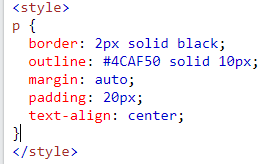 <style>
p {
  border: 2px solid black;
  outline: #4CAF50 solid 10px;
  margin: auto;
  padding: 20px;
  text-align: center;
}
</style>